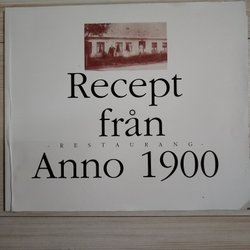 Recept
från
- RESTAURANG -
Anno 1900